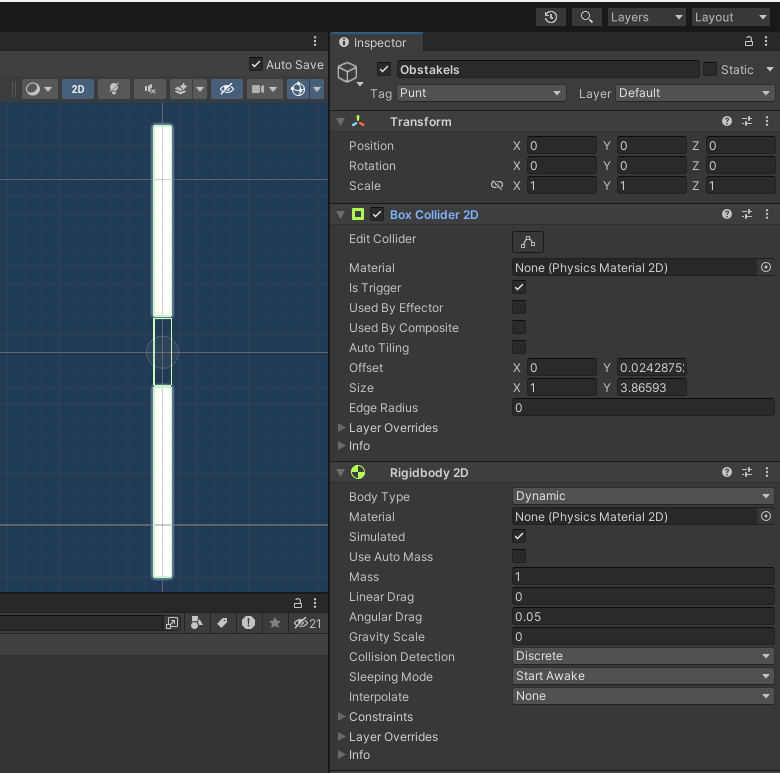 Layers Layout
Inspector
Auto Save
Obstakels Static
2D
Tag Punt Layer Default
Transform
Position X 0 Y 0 Z 0
Rotation X 0 Y 0 Z 0
Scale X 1 Y 1 Z 1
Box Collider 2D
Edit Collider
Material None (Physics Material 2D)
Is Trigger
Used By Effector
Used By Composite
Auto Tiling
Offset X 0 Y 0.0242875
Size X 1 Y 3.86593
Edge Radius 0
Layer Overrides
Info
Rigidbody 2D
Body Type Dynamic
Material None (Physics Material 2D)
Simulated
Use Auto Mass
Mass 1
Linear Drag 0
Angular Drag 0.05
Gravity Scale 0
Collision Detection Discrete
Sleeping Mode Start Awake
Interpolate None
Constraints
Layer Overrides
Info
21